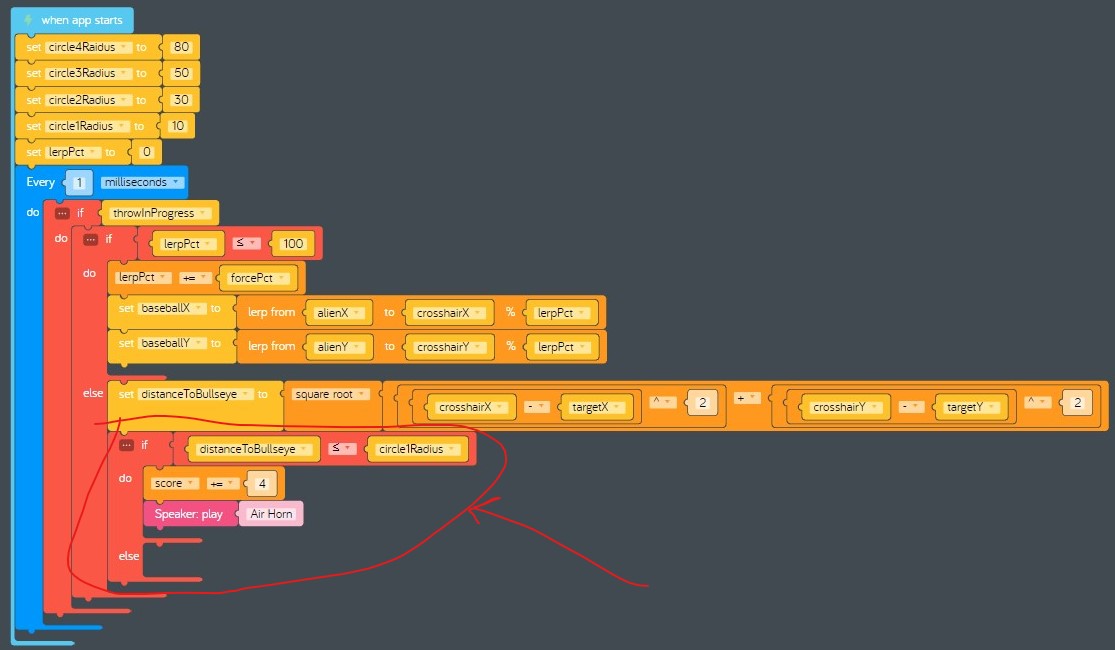 when app starts
set circle4Raidus to 80
set circle3Radius to 50
set circle2Radius to 30
set circle1Radius to 10
set lerpPct to 0
Every 1 milliseconds
do if throwInProgress
do if lerpPct ≤ 100
do lerpPct += forcePct
set baseballX to lerp from alienX to crosshairX % lerpPct
set baseballY to lerp from alienY to crosshairY % lerpPct
else set distanceToBullseye to square root crosshairX - targetX ^ 2 + crosshairY - targetY ^ 2
if distanceToBullseye ≤ circle1Radius
do score += 4
Speaker: play Air Horn
else